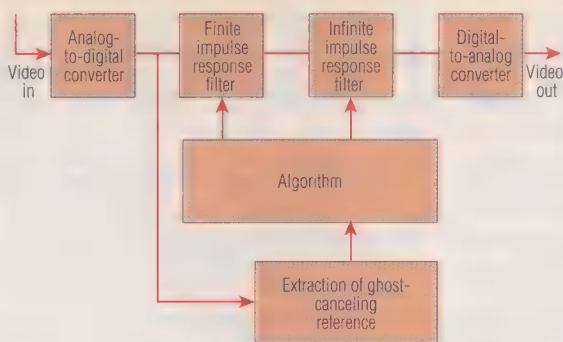 Video
in
Analog-
to-digital
converter
Finite
impulse
response
filter
Infinite
impulse
response
filter
Digital-
to-analog
converter
Video
out
Algorithm
Extraction of ghost-
canceling
reference